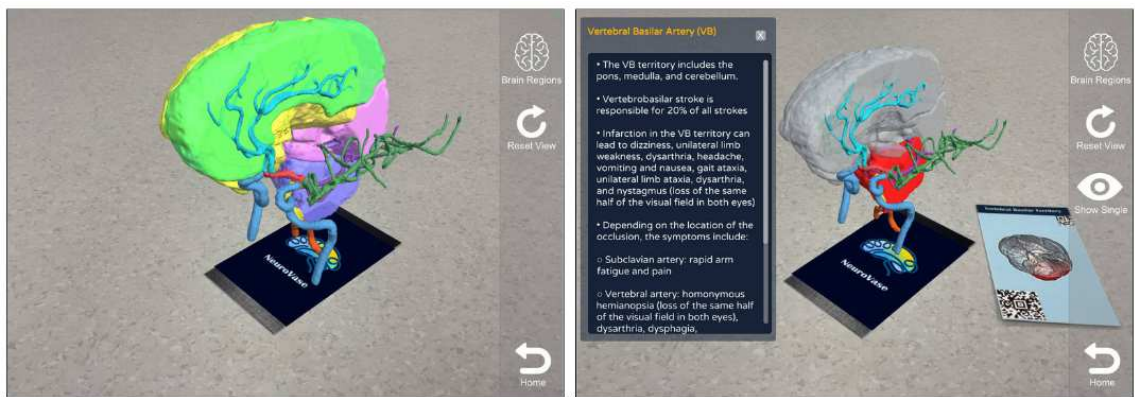 Brain Regions
Reset View
NeuroVase
Home
Vertebral Basilar Artery (VB)
X
• The VB territory includes the
pons, medulla, and cerebellum.
• Vertebrobasilar stroke is
responsible for 20% of all strokes
• Infarction in the VB territory can
lead to dizziness, unilateral limb
weakness, dysarthria, headache,
vomiting and nausea, gait ataxia,
unilateral limb ataxia, dysarthria,
and nystagmus (loss of the same
half of the visual field in both eyes)
• Depending on the location of the
occlusion, the symptoms include:
○ Subclavian artery: rapid arm
fatigue and pain
○ Vertebral artery: homonymous
hemianopsia (loss of the same half
of the visual field in both eyes),
dysarthria, dysphagia,
NeuroVase
Vertebral Basilar Territory
Brain Regions
Reset View
Show Single
Home